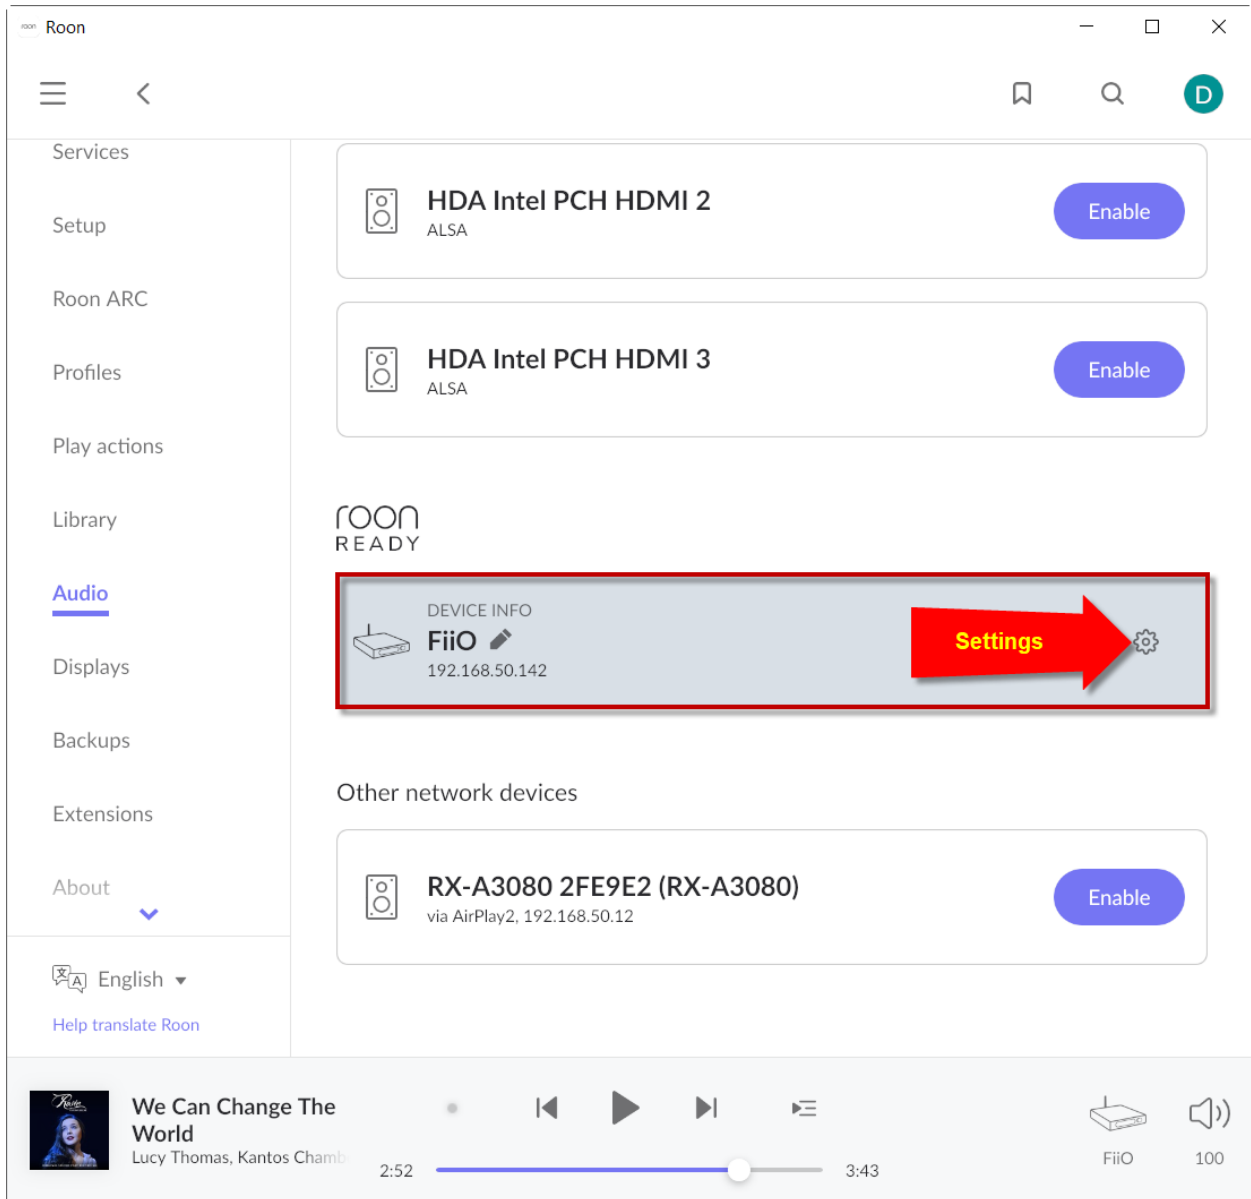 roon Roon
D
Services
Setup
Roon ARC
Profiles
Play actions
Library
Audio
Displays
Backups
Extensions
About
English
Help translate Roon
HDA Intel PCH HDMI 2
ALSA
Enable
HDA Intel PCH HDMI 3
ALSA
Enable
roon
READY
DEVICE INFO
FiiO
192.168.50.142
Settings
Other network devices
RX-A3080 2FE9E2 (RX-A3080)
via AirPlay2, 192.168.50.12
Enable
We Can Change The
World
Lucy Thomas, Kantos Chamb
2:52
3:43
FiiO
100